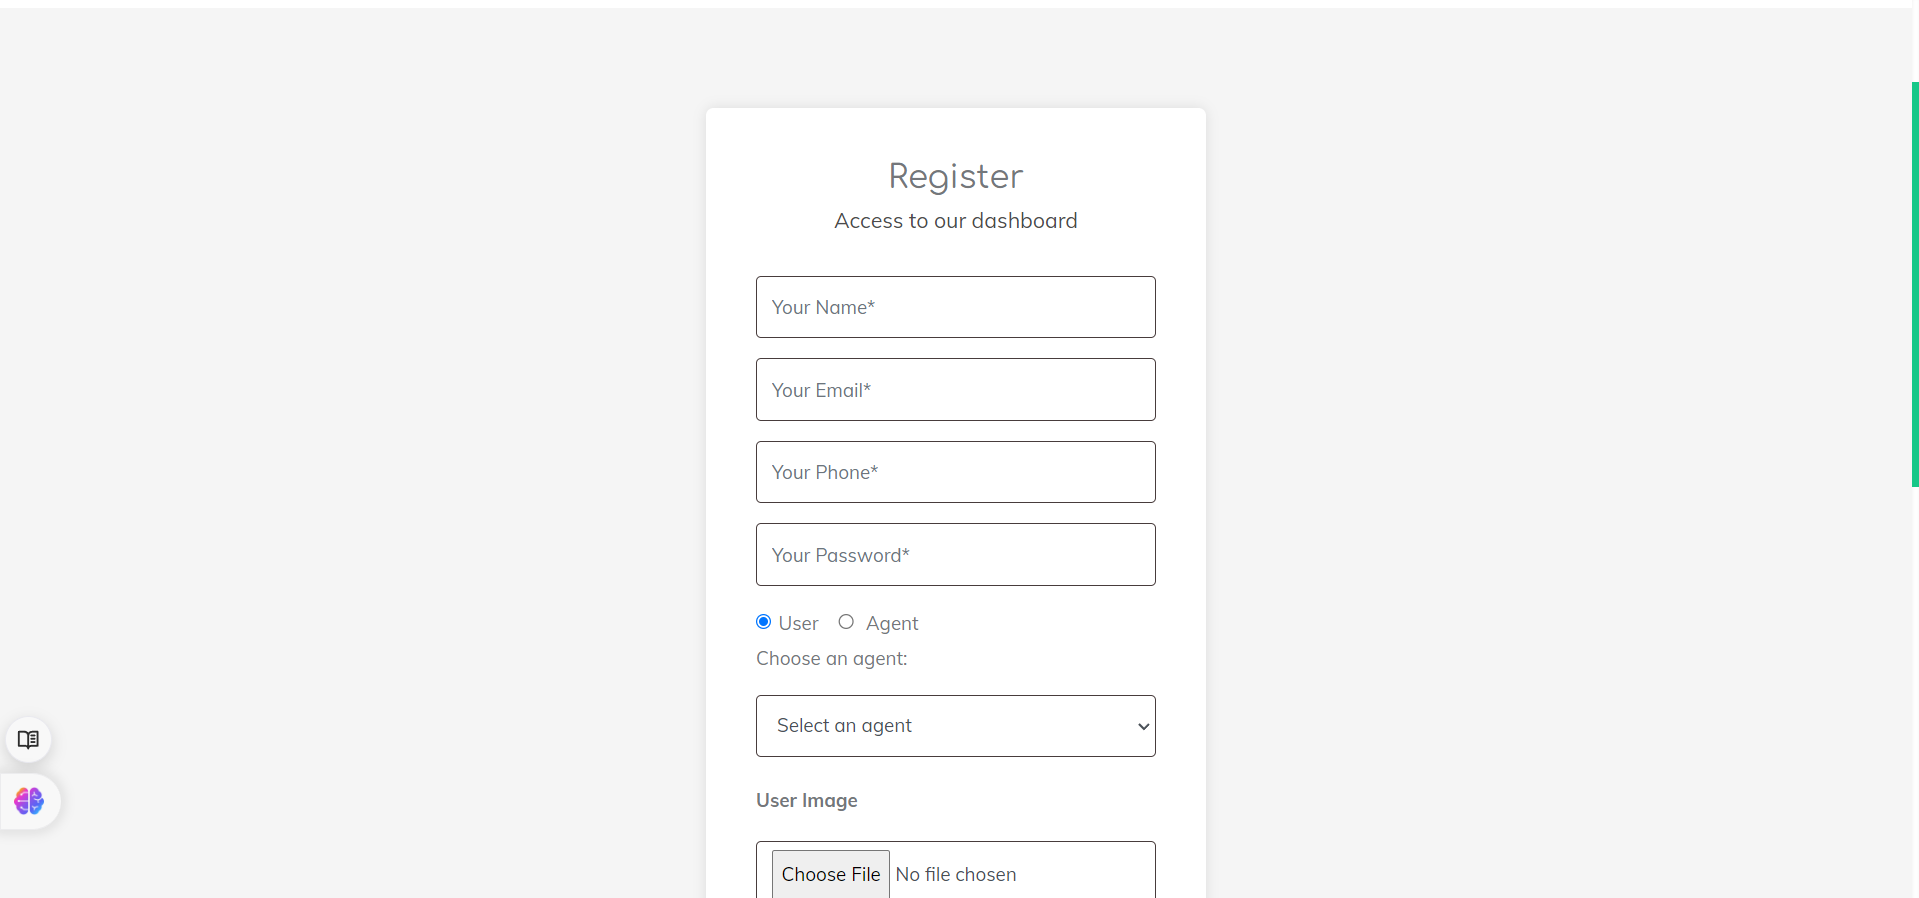 Register
Access to our dashboard
Your Name*
Your Email*
Your Phone*
Your Password*
User Agent
Choose an agent:
Select an agent
User Image
Choose File No file chosen